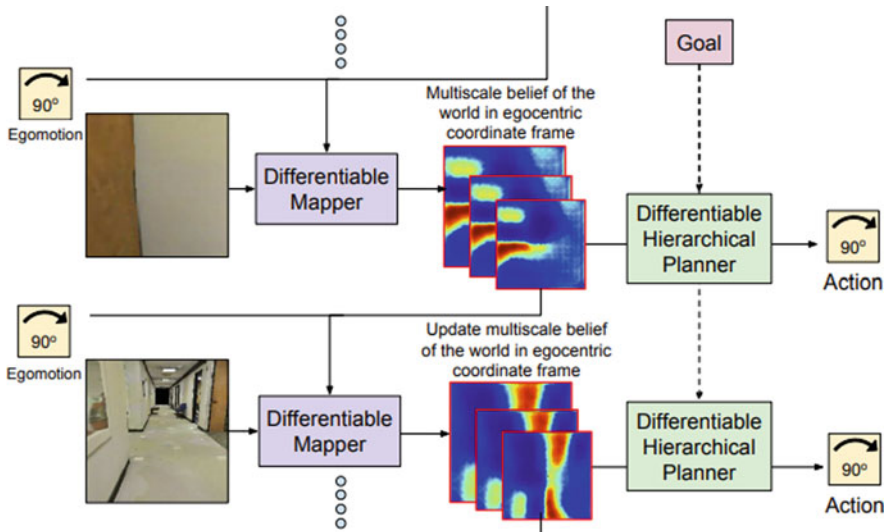 Goal
90°
Egomotion
Multiscale belief of the
world in egocentric
coordinate frame
Differentiable
Mapper
Differentiable
Hierarchical
Planner
90°
Action
90°
Egomotion
Update multiscale belief
of the world in egocentric
coordinate frame
Differentiable
Mapper
Differentiable
Hierarchical
Planner
90°
Action